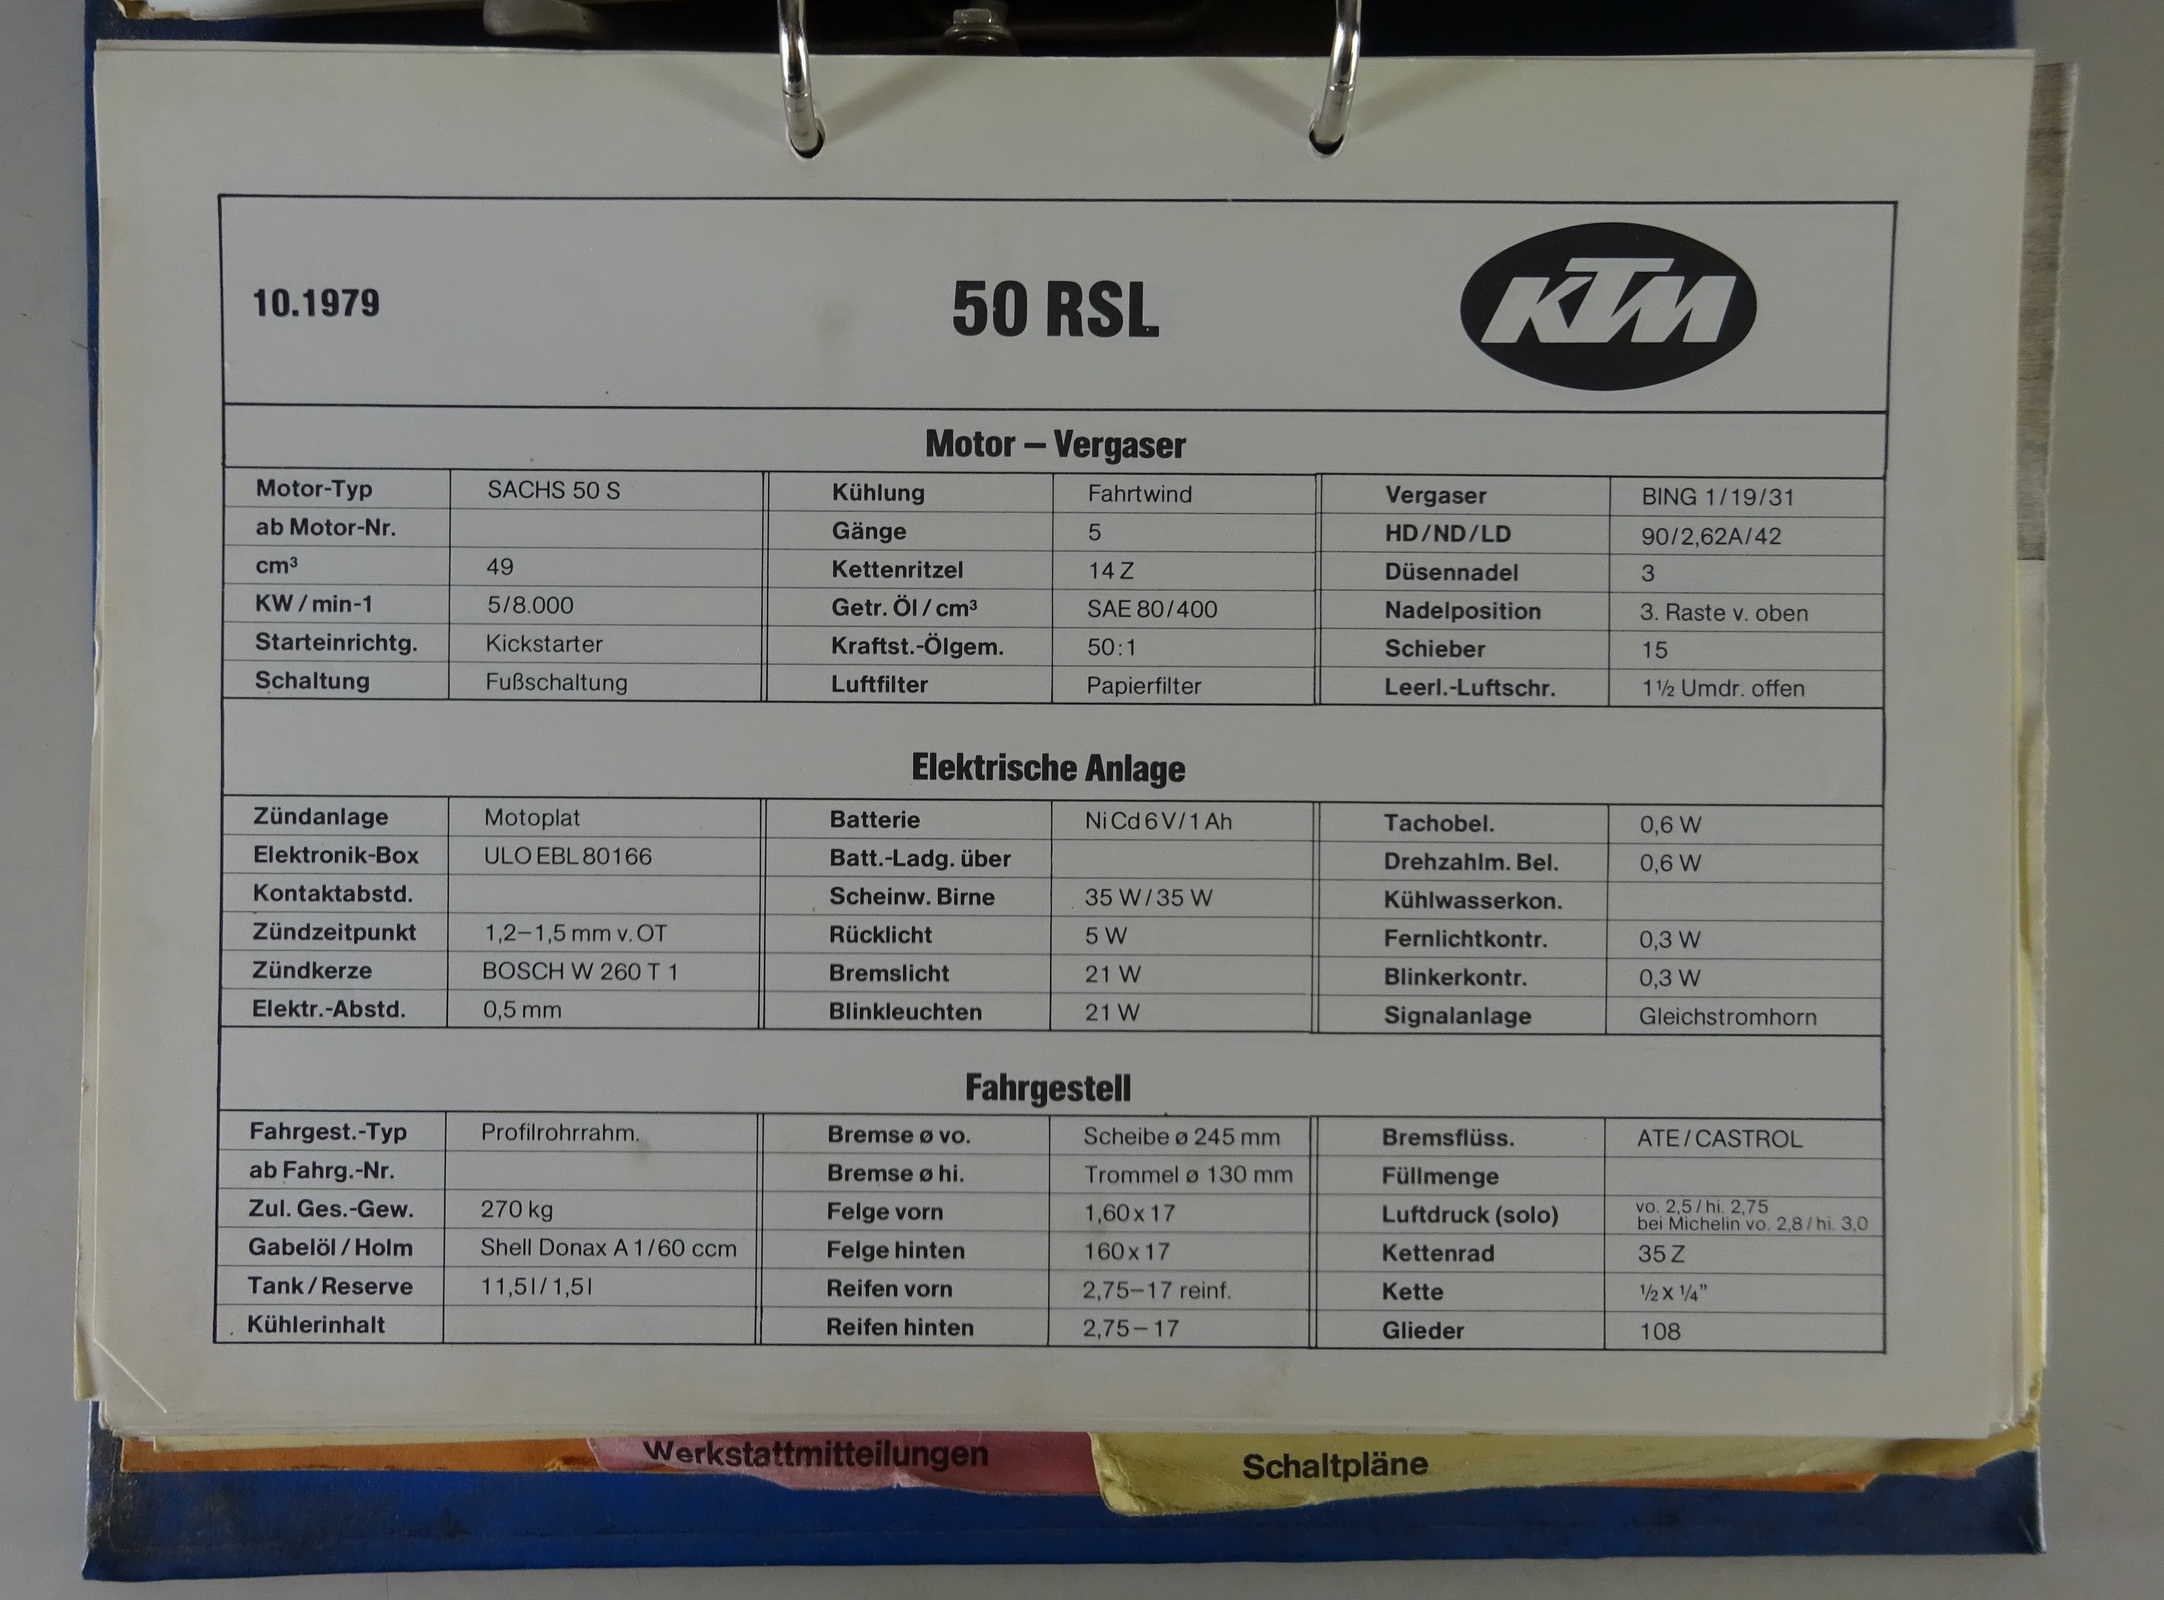 10.1979
50 RSL
KTM
Motor – Vergaser
Motor-Typ SACHS 50 S Kühlung Fahrtwind Vergaser BING 1/19/31
ab Motor-Nr. Gänge 5 HD/ND/LD 90/2,62A/42
cm³ 49 Kettenritzel 14 Z Düsennadel 3
KW/min-1 5/8.000 Getr. Öl/cm³ SAE 80/400 Nadelposition 3. Raste v. oben
Starteinrichtg. Kickstarter Kraftst.-Ölgem. 50:1 Schieber 15
Schaltung Fußschaltung Luftfilter Papierfilter Leerl.-Luftschr. 1½ Umdr. offen
Elektrische Anlage
Zündanlage Motoplat Batterie NiCd 6V/1 Ah Tachobel. 0,6 W
Elektronik-Box ULO EBL 80166 Batt.-Ladg. über Drehzahlm. Bel. 0,6 W
Kontaktabstd. Scheinw. Birne 35 W/35 W Kühlwasserkon.
Zündzeitpunkt 1,2–1,5 mm v. OT Rücklicht 5 W Fernlichtkontr. 0,3 W
Zündkerze BOSCH W 260 T 1 Bremslicht 21 W Blinkerkontr. 0,3 W
Elektr.-Abstd. 0,5 mm Blinkleuchten 21 W Signalanlage Gleichstromhorn
Fahrgestell
Fahrgest.-Typ Profilrohrrahm. Bremse ø vo. Scheibe ø 245 mm Bremsflüss. ATE/CASTROL
ab Fahrg.-Nr. Bremse ø hi. Trommel ø 130 mm Füllmenge
Zul. Ges.-Gew. 270 kg Felge vorn 1,60 x 17 Luftdruck (solo) vo. 2,5/hi. 2,75
bei Michelin vo. 2,8/hi. 3,0
Gabelöl/Holm Shell Donax A 1/60 ccm Felge hinten 160 x 17 Kettenrad 35 Z
Tank/Reserve 11,5 l/1,5 l Reifen vorn 2,75–17 reinf. Kette ½ x ¼"
Kühlerinhalt Reifen hinten 2,75–17 Glieder 108
Werkstattmitteilungen Schaltpläne